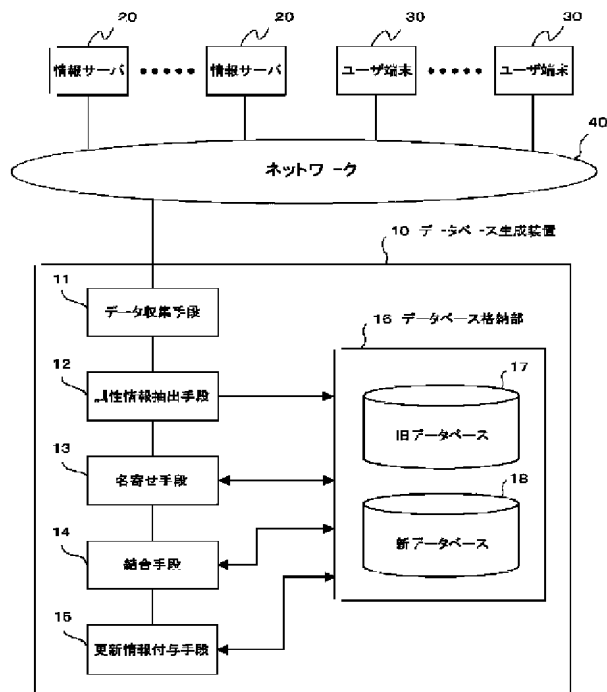 20 20 30 30
情報サーバ ・・・・・ 情報サーバ ユーザ端末 ・・・・・ ユーザ端末
40
ネットワーク
10 データベース生成装置
11
データ収集手段
16 データベース格納部
12
属性情報抽出手段
17
旧データベース
13
名寄せ手段
18
新データベース
14
結合手段
15
更新情報付与手段